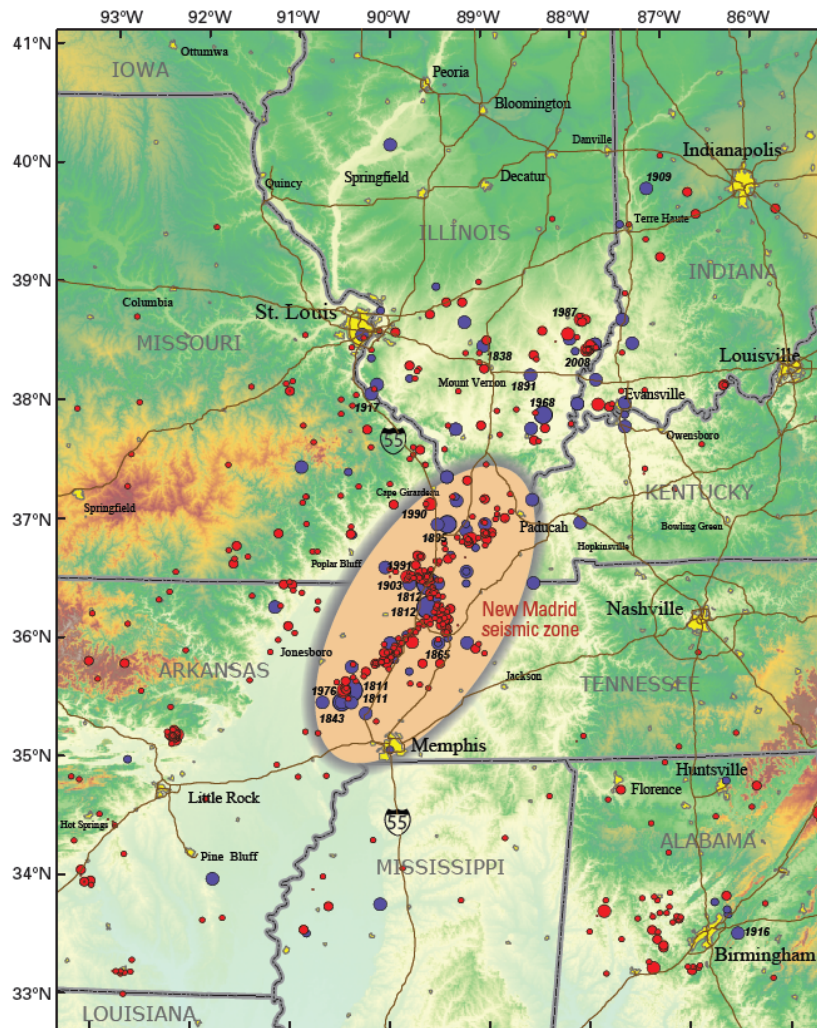 93°W 92°W 91°W 90°W 89°W 88°W 87°W 86°W
41°N
Ottumwa
IOWA
Peoria
Bloomington
Danville
40°N
Indianapolis
Springfield
Decatur
1909
Quincy
Terre Haute
ILLINOIS
39°N
INDIANA
Columbia
St. Louis
1987
MISSOURI
1838
2008
Louisville
Mount Vernon
1891
38°N
1917
1968
Evansville
55
Owensboro
Springfield
Cape Girardeau
KENTUCKY
1990
37°N
1895
Paducah
Bowling Green
Hopkinsville
Poplar Bluff
1991
1903
1812
1812
New Madrid
seismic zone
Nashville
36°N
Jonesboro
1865
ARKANSAS
Jackson
TENNESSEE
1976
1811
1811
1843
35°N
Memphis
Huntsville
Little Rock
Florence
Hot Springs
55
ALABAMA
Pine Bluff
MISSISSIPPI
34°N
1916
Birmingham
33°N
LOUISIANA